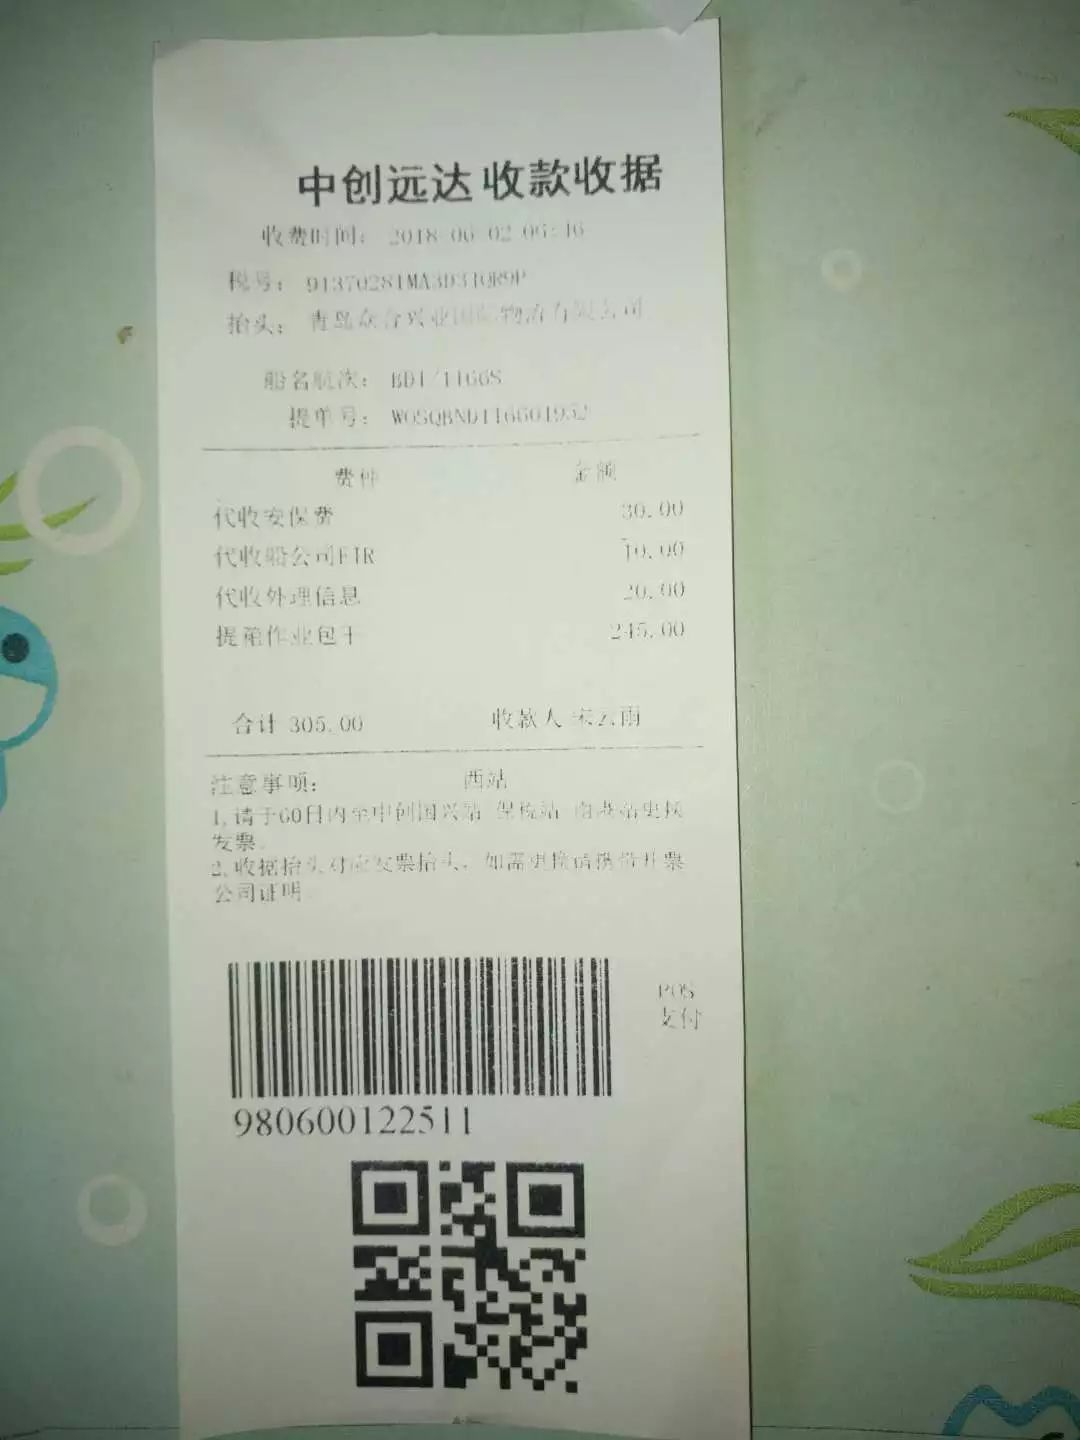 中创远达收款收据
收费时间: 2018-06-02 06:46
税号: 91370281MA3D31QR9P
抬头: 青岛众合兴业国际物流有限公司
船名航次: BDI/1166S
提单号:
费种 金额
代收安保费 30.00
代收船公司EIR 10.00
代收外理信息 20.00
提箱作业包干 245.00
合计 305.00 收款人 宋云雨
注意事项: 西站
1,请于60日内至中创国兴站 保税站 南港站更换
发票.
2,收据抬头对应发票抬头,如需更换请携带开票
公司证明.
POS
支付
980600122511